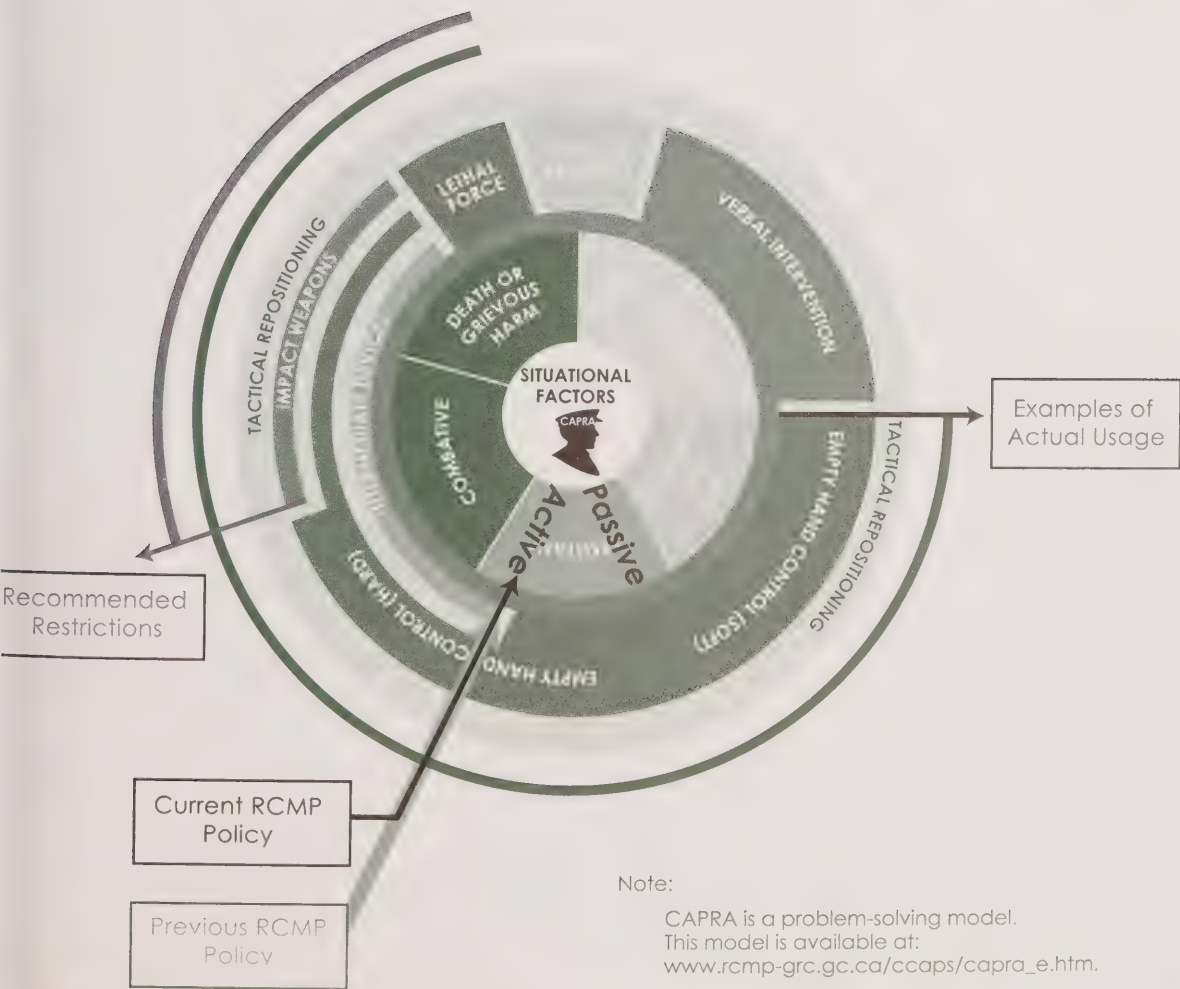 LETHAL
FORCE
VERBAL INTERVENTION
TACTICAL REPOSITIONING
IMPACT WEAPONS
DEATH OR
GRIEVOUS
HARM
SITUATIONAL
FACTORS
CAPRA
COMBATIVE
Active
Passive
Examples of
Actual Usage
TACTICAL REPOSITIONING
EMPTY HAND CONTROL (SOFT)
EMPTY HAND CONTROL (HARD)
Recommended
Restrictions
Current RCMP
Policy
Previous RCMP
Policy
Note:
CAPRA is a problem-solving model.
This model is available at:
www.rcmp-grc.gc.ca/ccaps/capra_e.htm.